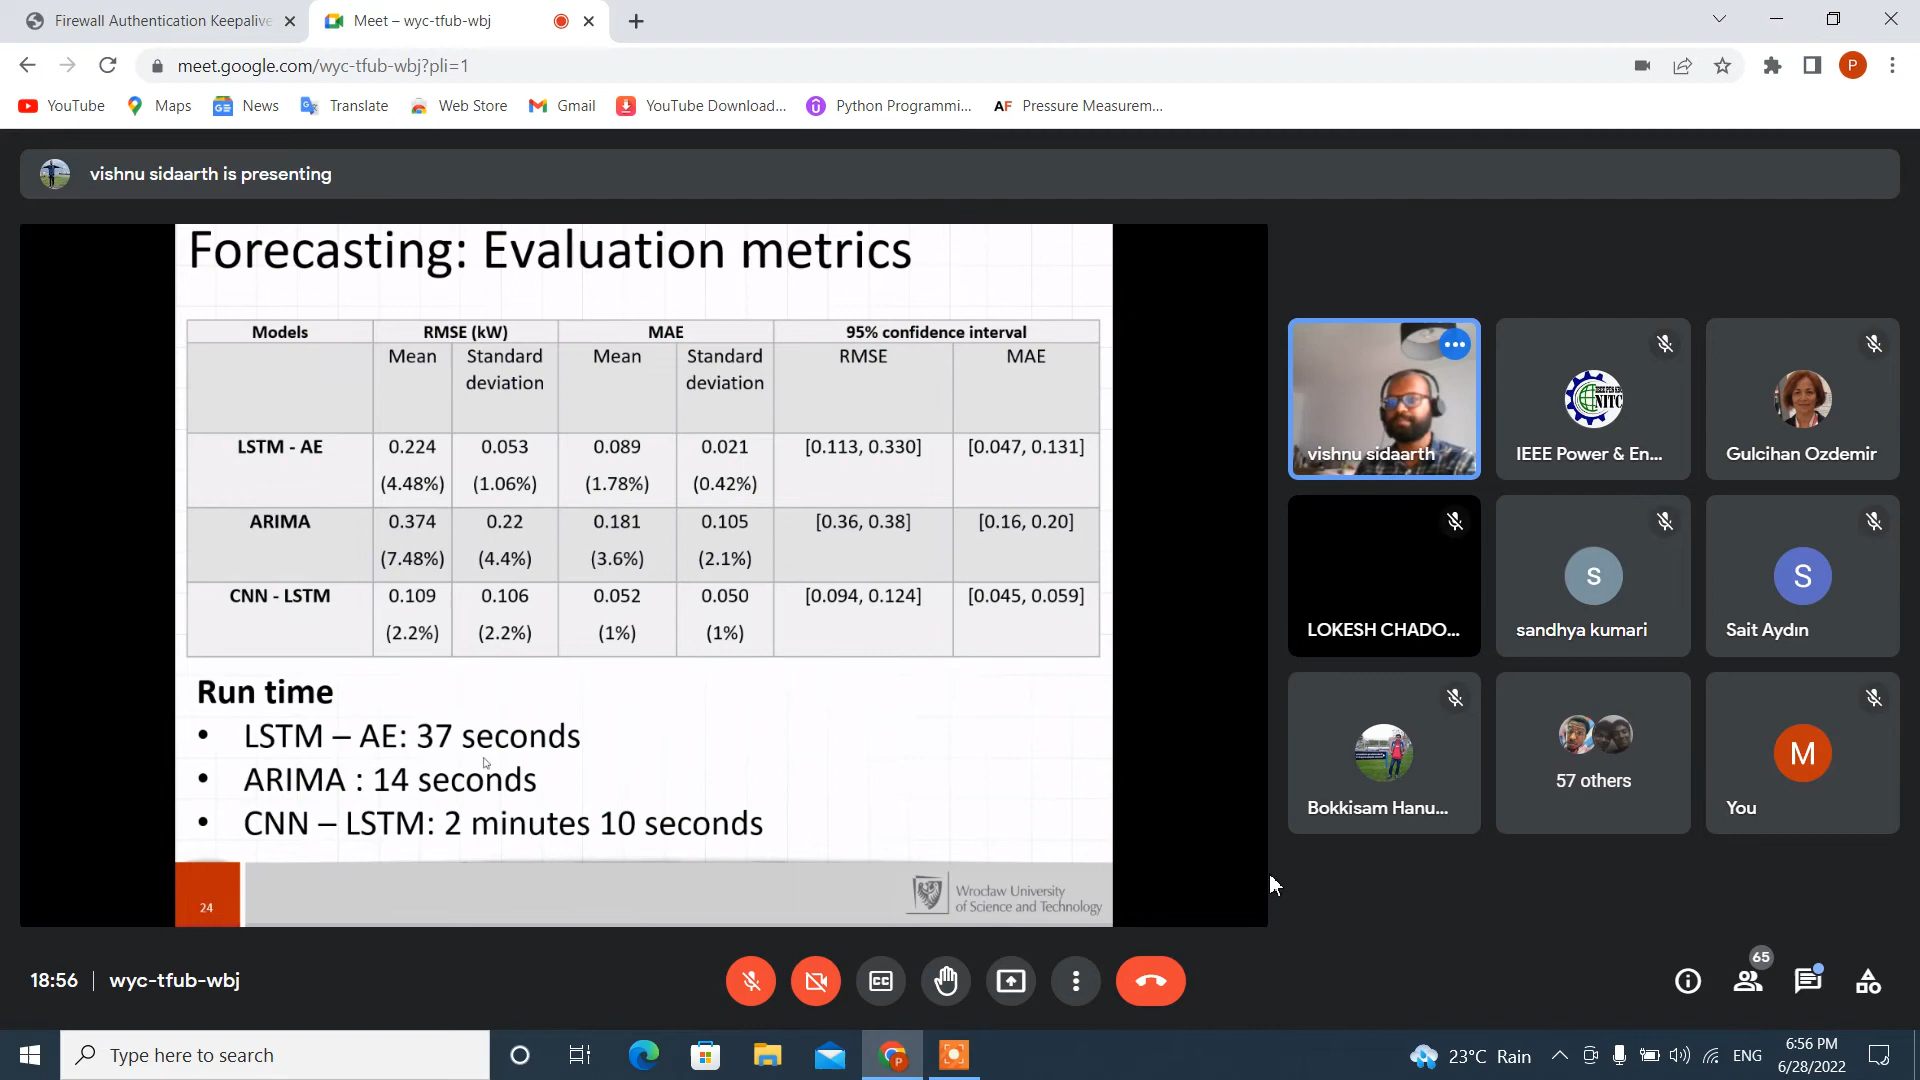 Firewall Authentication Keepalive
Meet – wyc-tfub-wbj
meet.google.com/wyc-tfub-wbj?pli=1
P
YouTube
Maps
News
Translate
Web Store
Gmail
YouTube Download...
Python Programmi...
AF Pressure Measurem...
vishnu sidaarth is presenting
Forecasting: Evaluation metrics
Models RMSE (kW) MAE 95% confidence interval
Mean Standard deviation Mean Standard deviation RMSE MAE
LSTM - AE 0.224 0.053 0.089 0.021 [0.113, 0.330] [0.047, 0.131]
(4.48%) (1.06%) (1.78%) (0.42%)
ARIMA 0.374 0.22 0.181 0.105 [0.36, 0.38] [0.16, 0.20]
(7.48%) (4.4%) (3.6%) (2.1%)
CNN - LSTM 0.109 0.106 0.052 0.050 [0.094, 0.124] [0.045, 0.059]
(2.2%) (2.2%) (1%) (1%)
Run time
• LSTM – AE: 37 seconds
• ARIMA : 14 seconds
• CNN – LSTM: 2 minutes 10 seconds
24
Wrocław University
of Science and Technology
vishnu sidaarth
NITC
IEEE Power & En...
Gulcihan Ozdemir
LOKESH CHADO...
s
sandhya kumari
S
Sait Aydın
Bokkisam Hanu...
57 others
M
You
18:56 | wyc-tfub-wbj
CC
65
Type here to search
P
23°C Rain
ENG
6:56 PM
6/28/2022